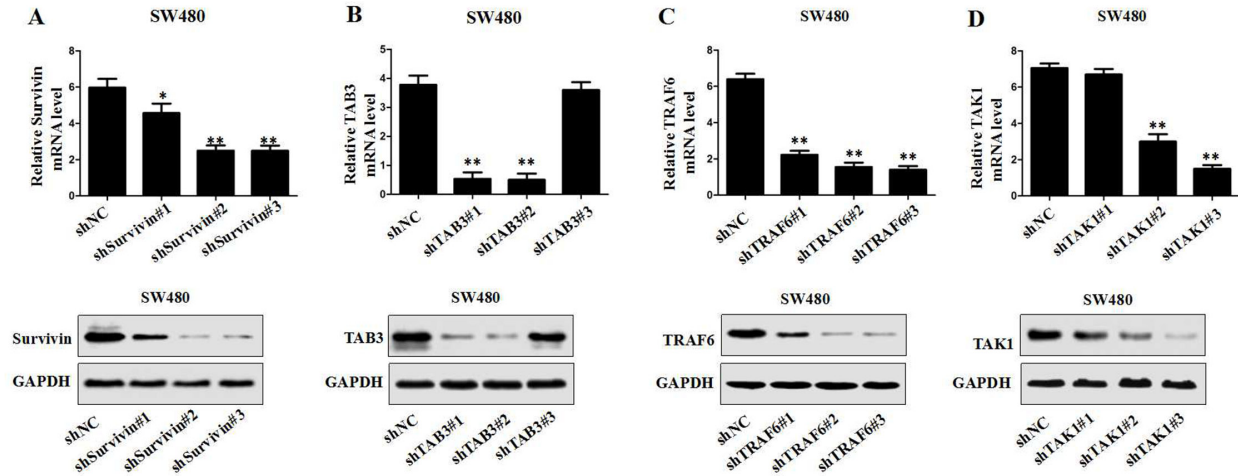 A
SW480
Relative Survivin
mRNA level
8
6
4
2
0
*
**
**
shNC
shSurvivin#1
shSurvivin#2
shSurvivin#3
SW480
Survivin
GAPDH
shNC
shSurvivin#1
shSurvivin#2
shSurvivin#3
B
SW480
Relative TAB3
mRNA level
5
4
3
2
1
0
**
**
shNC
shTAB3#1
shTAB3#2
shTAB3#3
SW480
TAB3
GAPDH
shNC
shTAB3#1
shTAB3#2
shTAB3#3
C
SW480
Relative TRAF6
mRNA level
8
6
4
2
0
**
**
**
shNC
shTRAF6#1
shTRAF6#2
shTRAF6#3
SW480
TRAF6
GAPDH
shNC
shTRAF6#1
shTRAF6#2
shTRAF6#3
D
SW480
Relative TAK1
mRNA level
8
6
4
2
0
**
**
shNC
shTAK1#1
shTAK1#2
shTAK1#3
SW480
TAK1
GAPDH
shNC
shTAK1#1
shTAK1#2
shTAK1#3